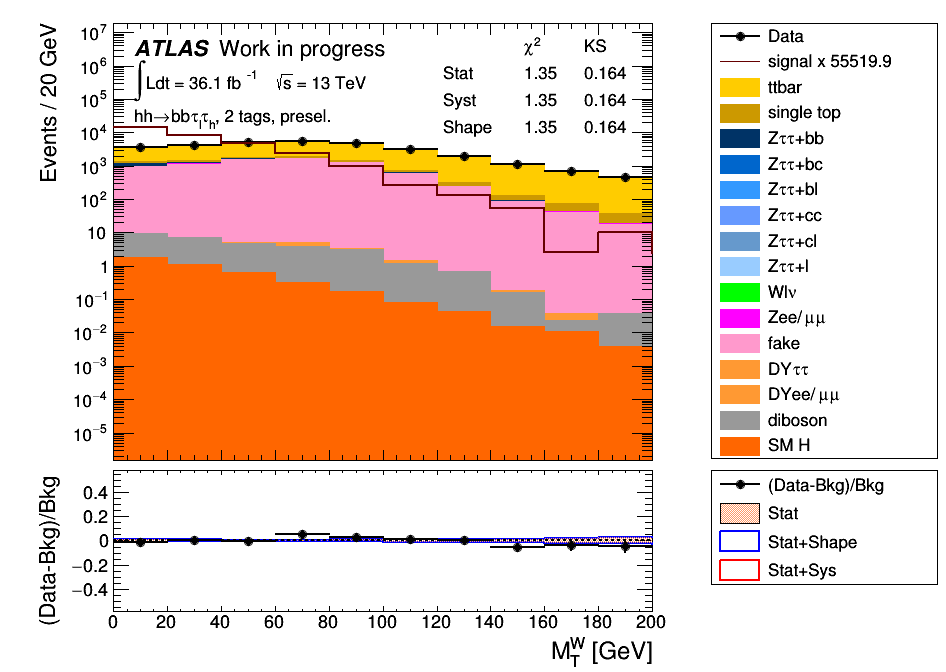 Events / 20 GeV
10⁷
10⁶
10⁵
10⁴
10³
10²
10
1
10⁻¹
10⁻²
10⁻³
10⁻⁴
10⁻⁵
ATLAS Work in progress
∫Ldt = 36.1 fb⁻¹ √s = 13 TeV
hh→bbτₗτₕ, 2 tags, presel.
χ² KS
Stat 1.35 0.164
Syst 1.35 0.164
Shape 1.35 0.164
Data
signal x 55519.9
ttbar
single top
Zττ+bb
Zττ+bc
Zττ+bl
Zττ+cc
Zττ+cl
Zττ+l
Wlν
Zee/μμ
fake
DYττ
DYee/μμ
diboson
SM H
(Data-Bkg)/Bkg
0.4
0.2
0
−0.2
−0.4
0 20 40 60 80 100 120 140 160 180 200
M_T^W [GeV]
(Data-Bkg)/Bkg
Stat
Stat+Shape
Stat+Sys